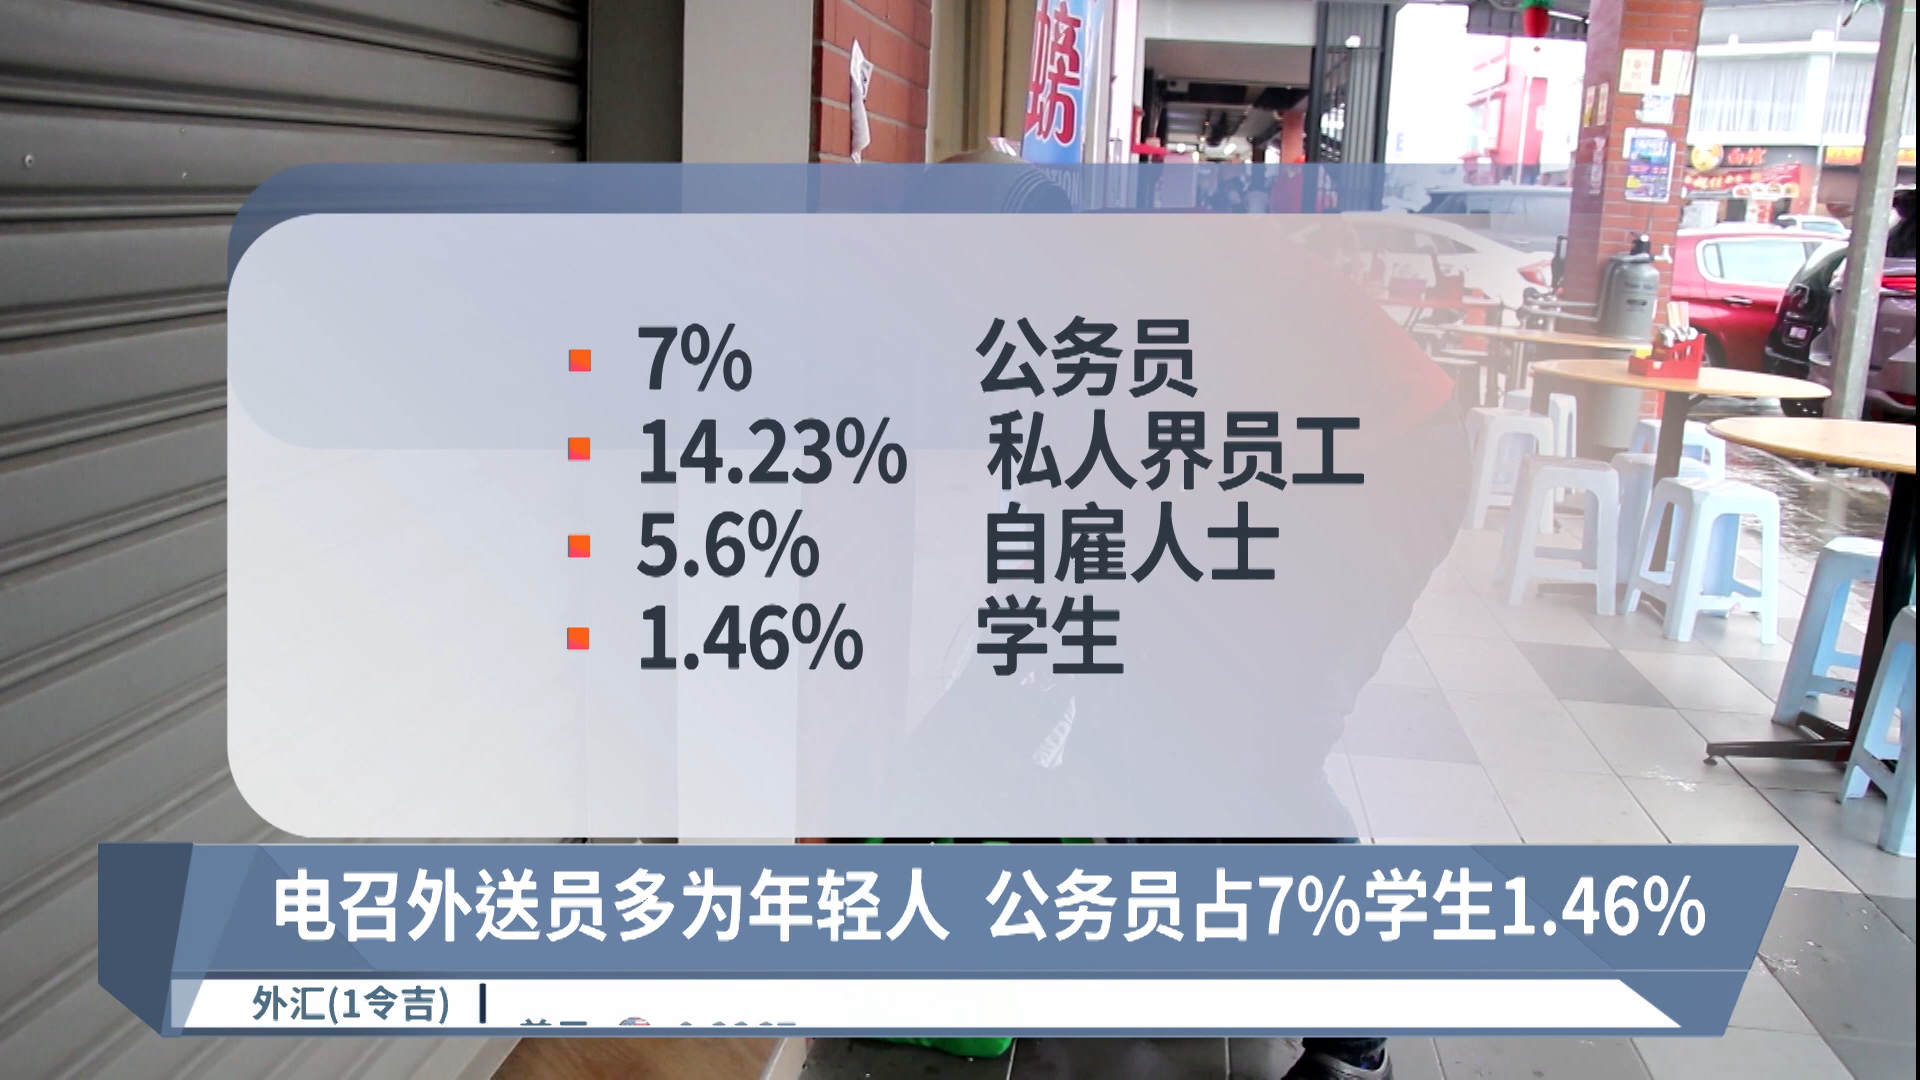 7% 公务员
14.23% 私人界员工
5.6% 自雇人士
1.46% 学生
电召外送员多为年轻人 公务员占7%学生1.46%
外汇(1令吉)